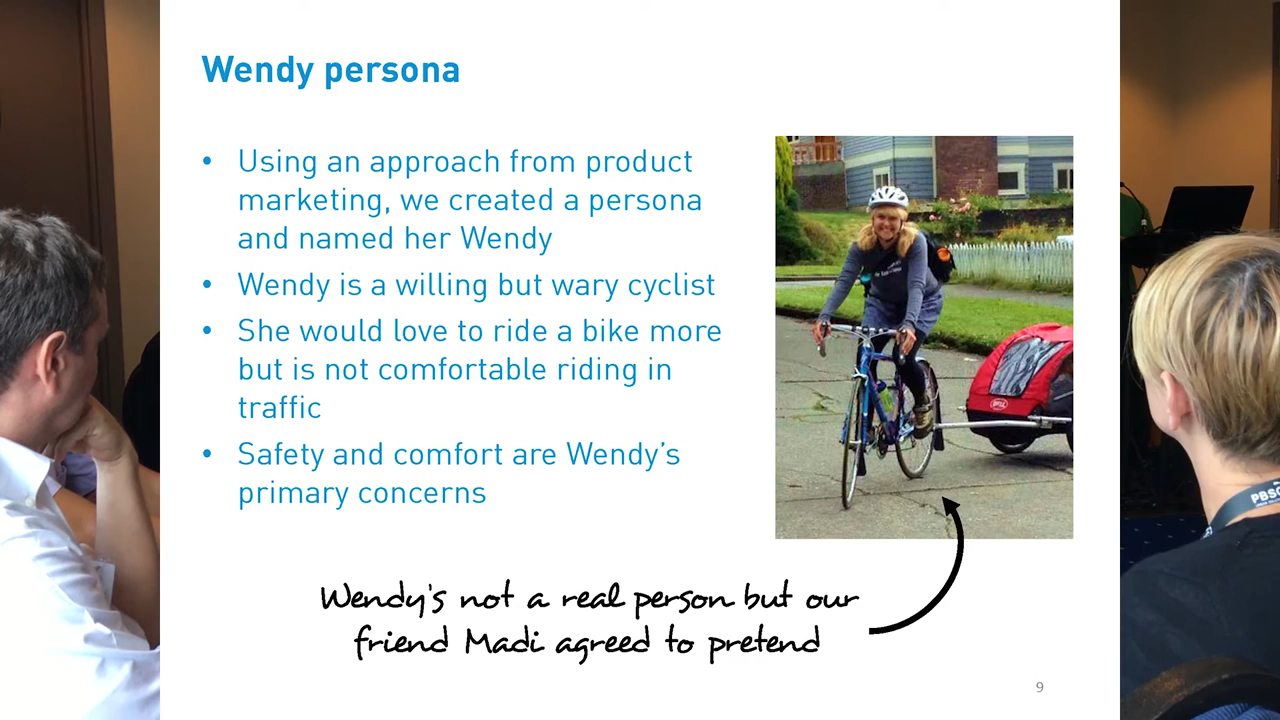 Wendy persona
• Using an approach from product
marketing, we created a persona
and named her Wendy
• Wendy is a willing but wary cyclist
• She would love to ride a bike more
but is not comfortable riding in
traffic
• Safety and comfort are Wendy's
primary concerns
BELL
Wendy's not a real person but our
friend Madi agreed to pretend
9